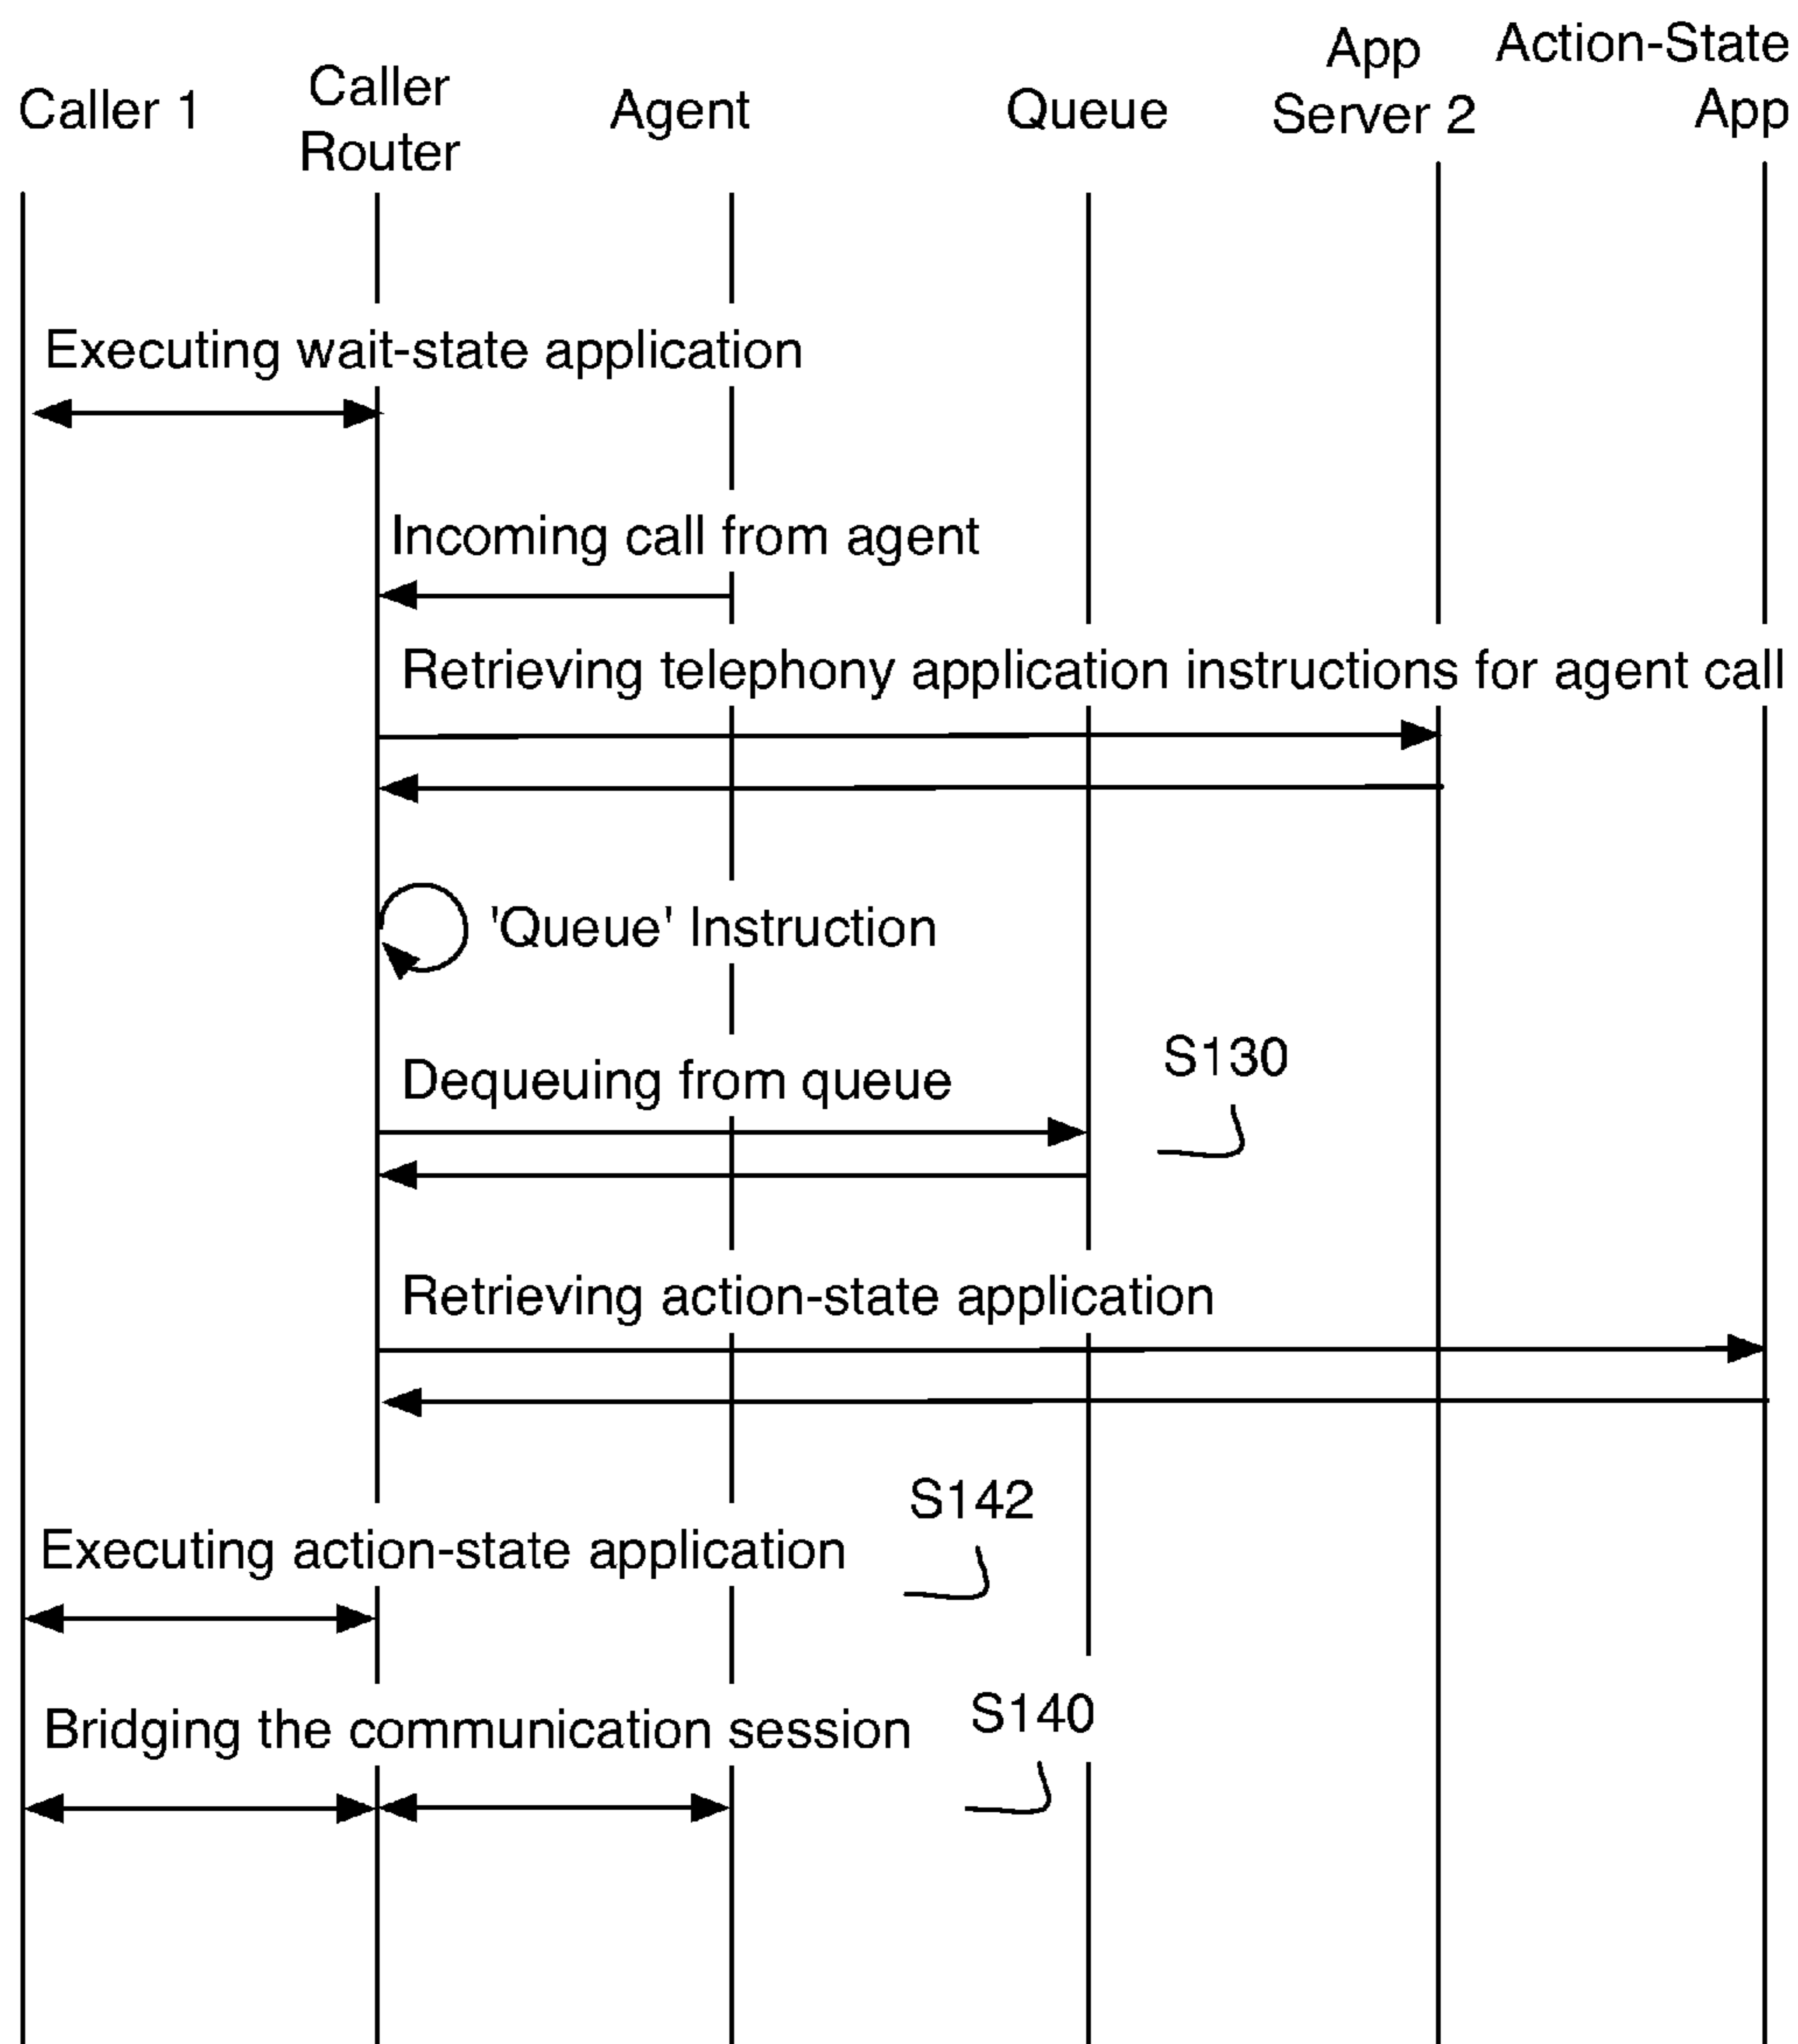 Caller 1
Caller
Router
Agent
Queue
App
Server 2
Action-State
App
Executing wait-state application
Incoming call from agent
Retrieving telephony application instructions for agent call
'Queue' Instruction
Dequeuing from queue
S130
Retrieving action-state application
S142
Executing action-state application
S140
Bridging the communication session